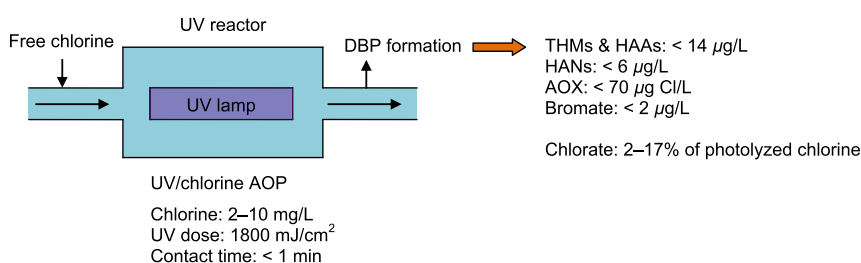 UV reactor
Free chlorine
DBP formation
UV lamp
THMs & HAAs: < 14 µg/L
HANs: < 6 µg/L
AOX: < 70 µg Cl/L
Bromate: < 2 µg/L
Chlorate: 2–17% of photolyzed chlorine
UV/chlorine AOP
Chlorine: 2–10 mg/L
UV dose: 1800 mJ/cm²
Contact time: < 1 min